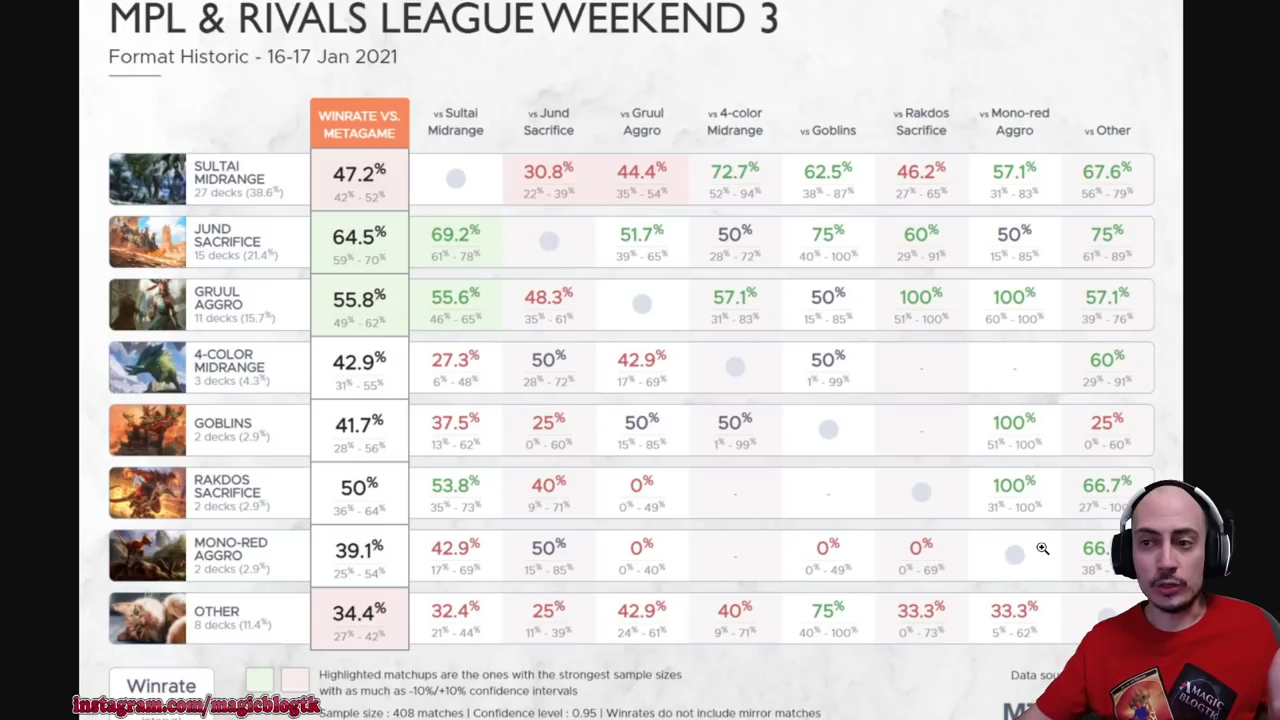 MPL & RIVALS LEAGUE WEEKEND 3
Format Historic - 16-17 Jan 2021
WINRATE VS. METAGAME
vs Sultai Midrange
vs Jund Sacrifice
vs Gruul Aggro
vs 4-color Midrange
vs Goblins
vs Rakdos Sacrifice
vs Mono-red Aggro
vs Other
SULTAI MIDRANGE
27 decks (38.6%)
47.2% 30.8% 44.4% 72.7% 62.5% 46.2% 57.1% 67.6%
42% - 52% 22% - 39% 35% - 54% 52% - 94% 38% - 87% 27% - 65% 31% - 83% 56% - 79%
JUND SACRIFICE
15 decks (21.4%)
64.5% 69.2% 51.7% 50% 75% 60% 50% 75%
59% - 70% 61% - 78% 39% - 65% 28% - 72% 40% - 100% 29% - 91% 15% - 85% 61% - 89%
GRUUL AGGRO
11 decks (15.7%)
55.8% 55.6% 48.3% 57.1% 50% 100% 100% 57.1%
49% - 62% 46% - 65% 35% - 61% 31% - 83% 15% - 85% 51% - 100% 60% - 100% 39% - 76%
4-COLOR MIDRANGE
3 decks (4.3%)
42.9% 27.3% 50% 42.9% 50% - - 60%
31% - 55% 6% - 48% 28% - 72% 17% - 69% 1% - 99% 29% - 91%
GOBLINS
2 decks (2.9%)
41.7% 37.5% 25% 50% 50% - 100% 25%
28% - 56% 13% - 62% 0% - 60% 15% - 85% 1% - 99% 51% - 100% 0% - 60%
RAKDOS SACRIFICE
2 decks (2.9%)
50% 53.8% 40% 0% - - 100% 66.7%
36% - 64% 35% - 73% 9% - 71% 0% - 49% 31% - 100% 27% - 100
MONO-RED AGGRO
2 decks (2.9%)
39.1% 42.9% 50% 0% - 0% 0% 66.
25% - 54% 17% - 69% 15% - 85% 0% - 40% 0% - 49% 0% - 69% 38%
OTHER
8 decks (11.4%)
34.4% 32.4% 25% 42.9% 40% 75% 33.3% 33.3%
27% - 42% 21% - 44% 11% - 39% 24% - 61% 9% - 71% 40% - 100% 0% - 73% 5% - 62%
Winrate
Highlighted matchups are the ones with the strongest sample sizes
with as much as -10%/+10% confidence intervals
Sample size : 408 matches | Confidence level : 0.95 | Winrates do not include mirror matches
Data sou
instagram.com/magicblogtk
MAGIC
BLOGTK